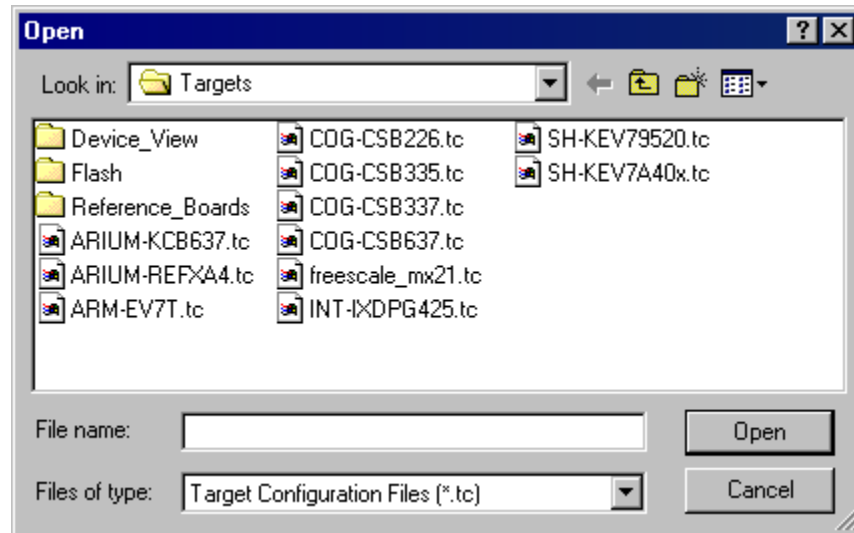 Open
Look in: Targets
Device_View COG-CSB226.tc SH-KEV79520.tc
Flash COG-CSB335.tc SH-KEV7A40x.tc
Reference_Boards COG-CSB337.tc
ARIUM-KCB637.tc COG-CSB637.tc
ARIUM-REFXA4.tc freescale_mx21.tc
ARM-EV7T.tc INT-IXDPG425.tc
File name: Open
Files of type: Target Configuration Files (*.tc) Cancel